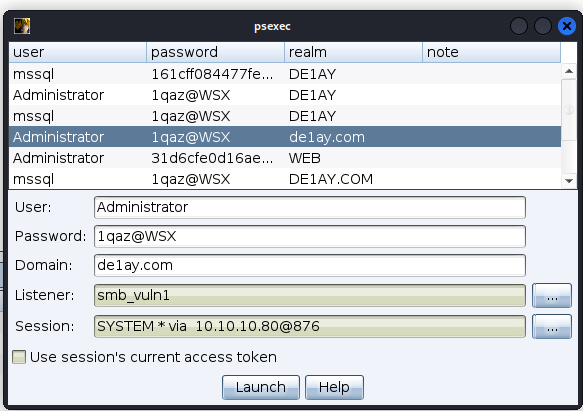 psexec
user password realm note
mssql 161cff084477fe... DE1AY
Administrator 1qaz@WSX DE1AY
mssql 1qaz@WSX DE1AY
Administrator 1qaz@WSX de1ay.com
Administrator 31d6cfe0d16ae... WEB
mssql 1qaz@WSX DE1AY.COM
User: Administrator
Password: 1qaz@WSX
Domain: de1ay.com
Listener: smb_vuln1 ...
Session: SYSTEM * via 10.10.10.80@876 ...
Use session's current access token
Launch Help